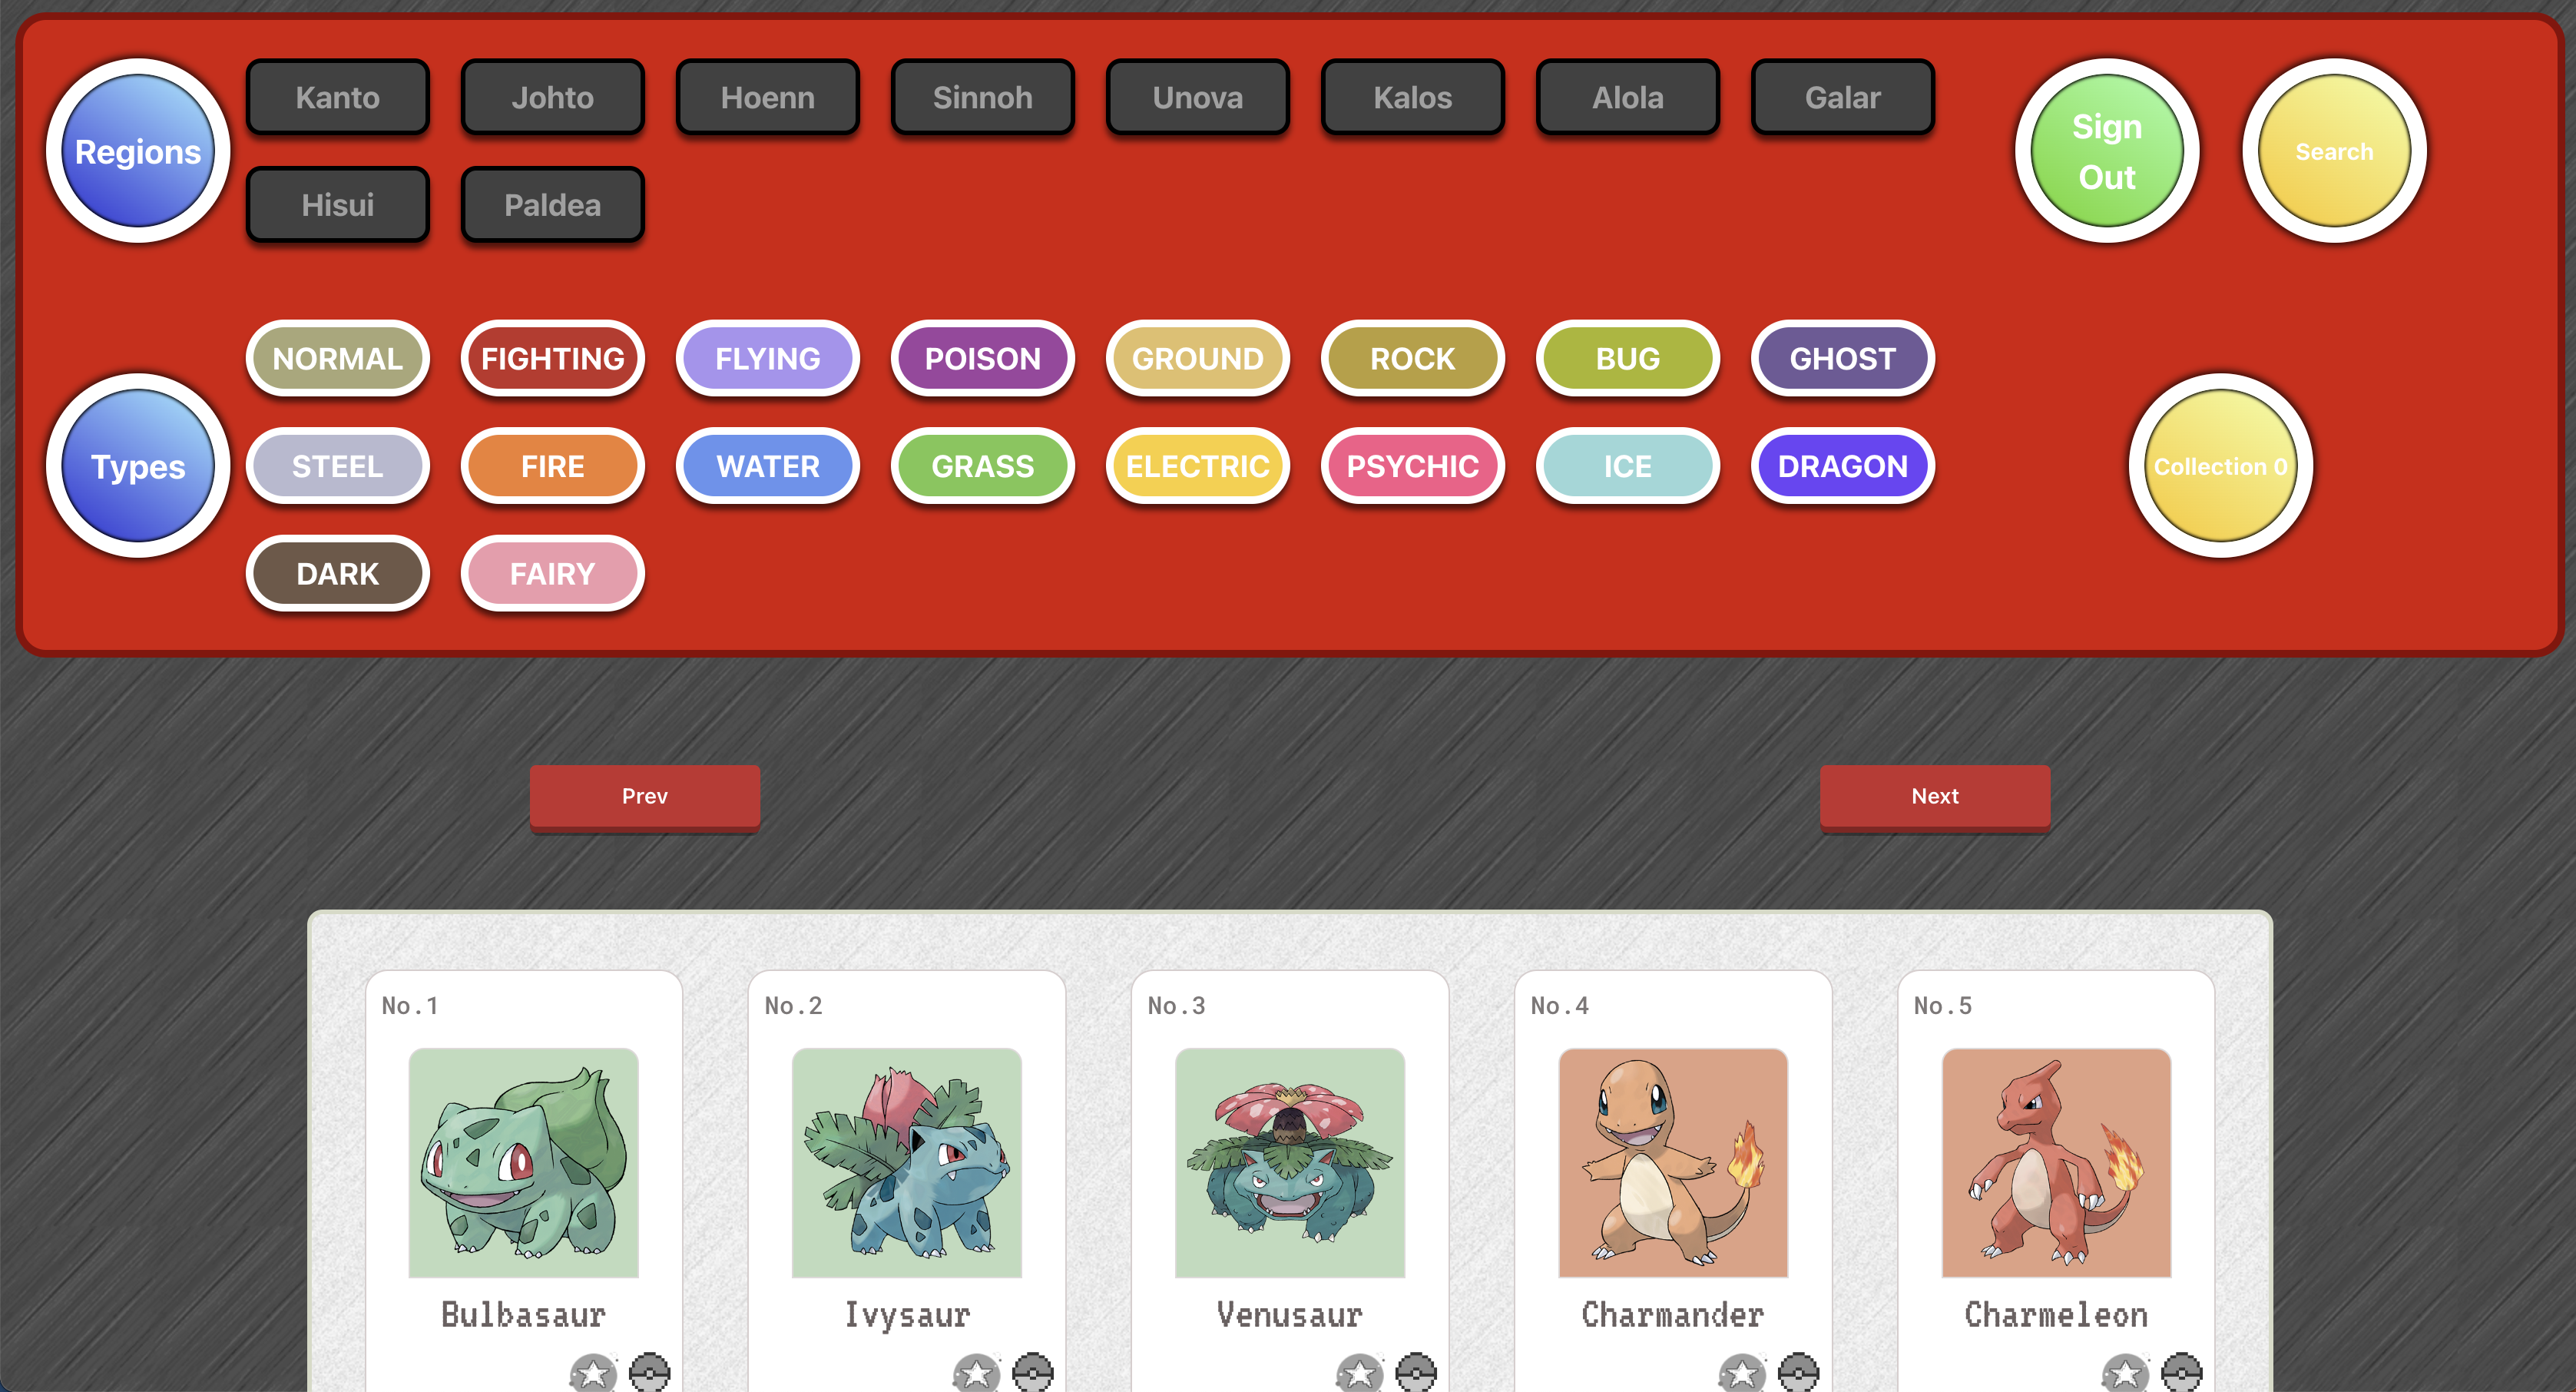 Regions
Kanto Johto Hoenn Sinnoh Unova Kalos Alola Galar
Hisui Paldea
Sign
Out
Search
Types
NORMAL FIGHTING FLYING POISON GROUND ROCK BUG GHOST
STEEL FIRE WATER GRASS ELECTRIC PSYCHIC ICE DRAGON
DARK FAIRY
Collection 0
Prev Next
No.1 No.2 No.3 No.4 No.5
Bulbasaur Ivysaur Venusaur Charmander Charmeleon